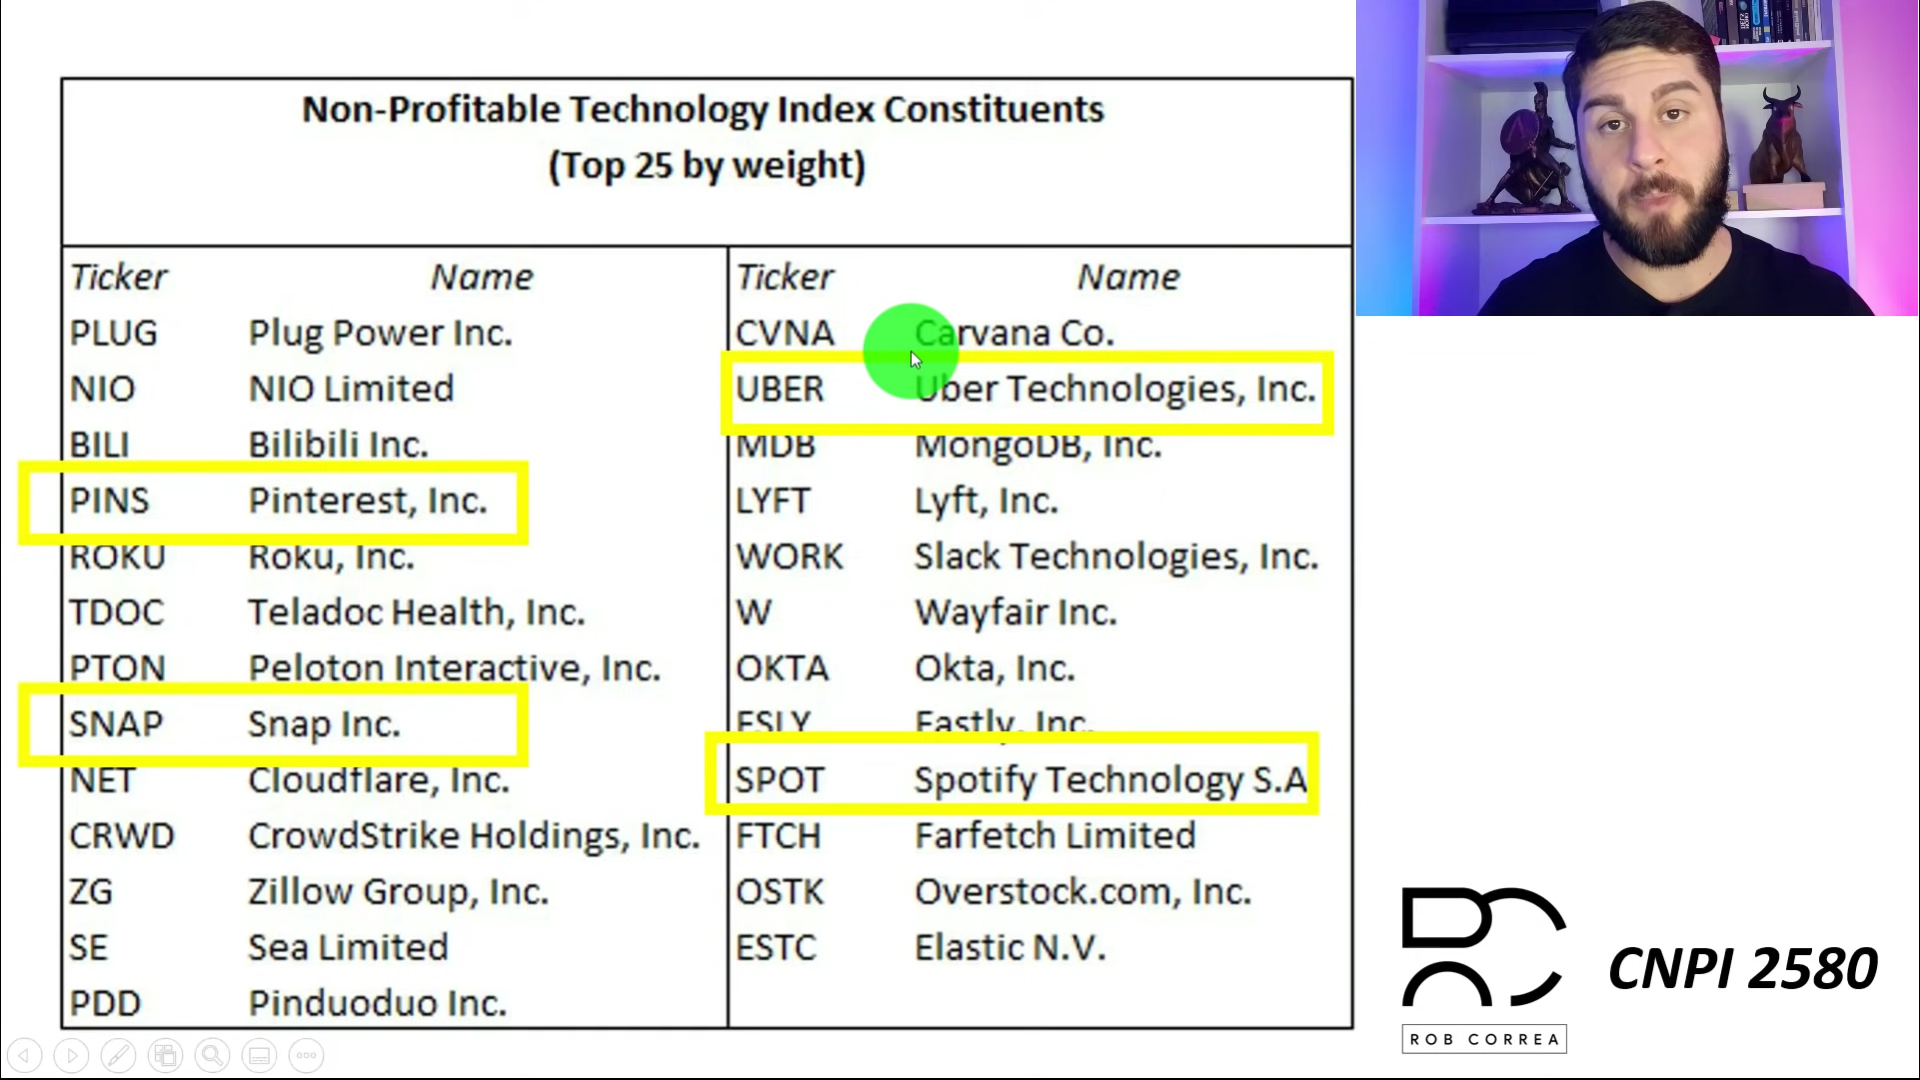 Non-Profitable Technology Index Constituents
(Top 25 by weight)
Ticker Name
PLUG Plug Power Inc.
NIO NIO Limited
BILI Bilibili Inc.
PINS Pinterest, Inc.
ROKU Roku, Inc.
TDOC Teladoc Health, Inc.
PTON Peloton Interactive, Inc.
SNAP Snap Inc.
NET Cloudflare, Inc.
CRWD CrowdStrike Holdings, Inc.
ZG Zillow Group, Inc.
SE Sea Limited
PDD Pinduoduo Inc.
Ticker Name
CVNA Carvana Co.
UBER Uber Technologies, Inc.
MDB MongoDB, Inc.
LYFT Lyft, Inc.
WORK Slack Technologies, Inc.
W Wayfair Inc.
OKTA Okta, Inc.
FSLY Fastly, Inc.
SPOT Spotify Technology S.A
FTCH Farfetch Limited
OSTK Overstock.com, Inc.
ESTC Elastic N.V.
RC
ROB CORREA
CNPI 2580